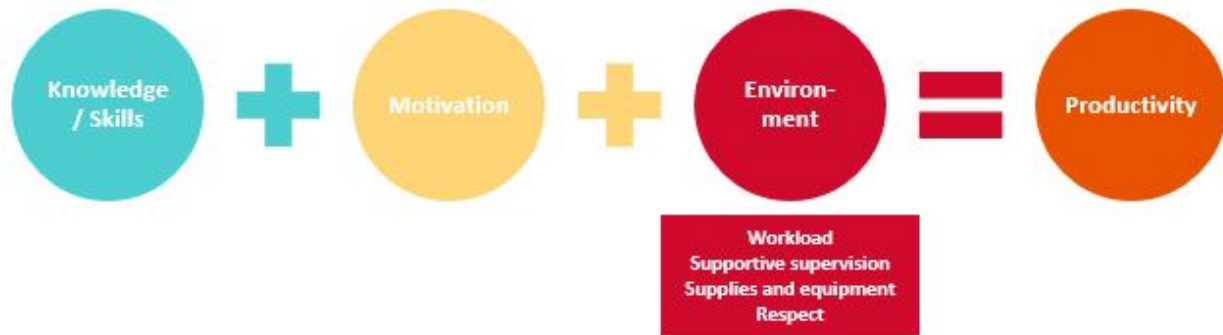 Knowledge
/ Skills
Motivation
Environ-
ment
Productivity
Workload
Supportive supervision
Supplies and equipment
Respect